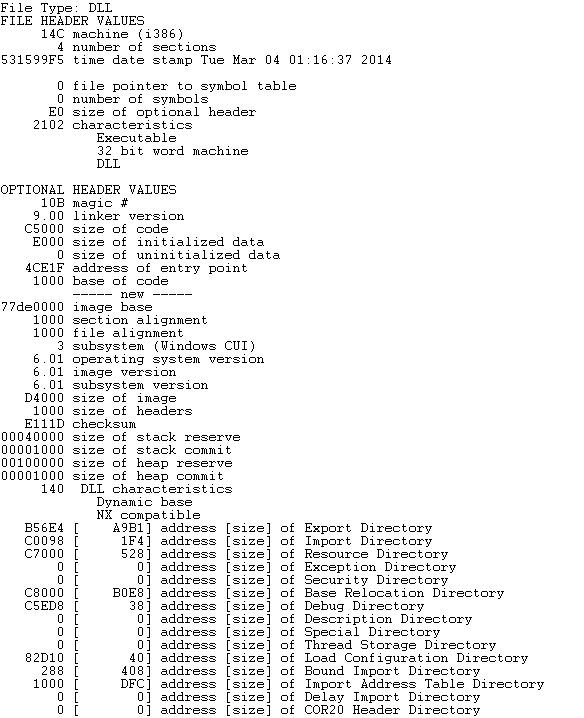 File Type: DLL
FILE HEADER VALUES
14C machine (i386)
4 number of sections
531599F5 time date stamp Tue Mar 04 01:16:37 2014
0 file pointer to symbol table
0 number of symbols
E0 size of optional header
2102 characteristics
Executable
32 bit word machine
DLL
OPTIONAL HEADER VALUES
10B magic #
9.00 linker version
C5000 size of code
E000 size of initialized data
0 size of uninitialized data
4CE1F address of entry point
1000 base of code
----- new -----
77de0000 image base
1000 section alignment
1000 file alignment
3 subsystem (Windows CUI)
6.01 operating system version
6.01 image version
6.01 subsystem version
D4000 size of image
1000 size of headers
E111D checksum
00040000 size of stack reserve
00001000 size of stack commit
00100000 size of heap reserve
00001000 size of heap commit
140 DLL characteristics
Dynamic base
NX compatible
B56E4 [ A9B1] address [size] of Export Directory
C0098 [ 1F4] address [size] of Import Directory
C7000 [ 528] address [size] of Resource Directory
0 [ 0] address [size] of Exception Directory
0 [ 0] address [size] of Security Directory
C8000 [ B0E8] address [size] of Base Relocation Directory
C5ED8 [ 38] address [size] of Debug Directory
0 [ 0] address [size] of Description Directory
0 [ 0] address [size] of Special Directory
0 [ 0] address [size] of Thread Storage Directory
82D10 [ 40] address [size] of Load Configuration Directory
288 [ 408] address [size] of Bound Import Directory
1000 [ DFC] address [size] of Import Address Table Directory
0 [ 0] address [size] of Delay Import Directory
0 [ 0] address [size] of COR20 Header Directory